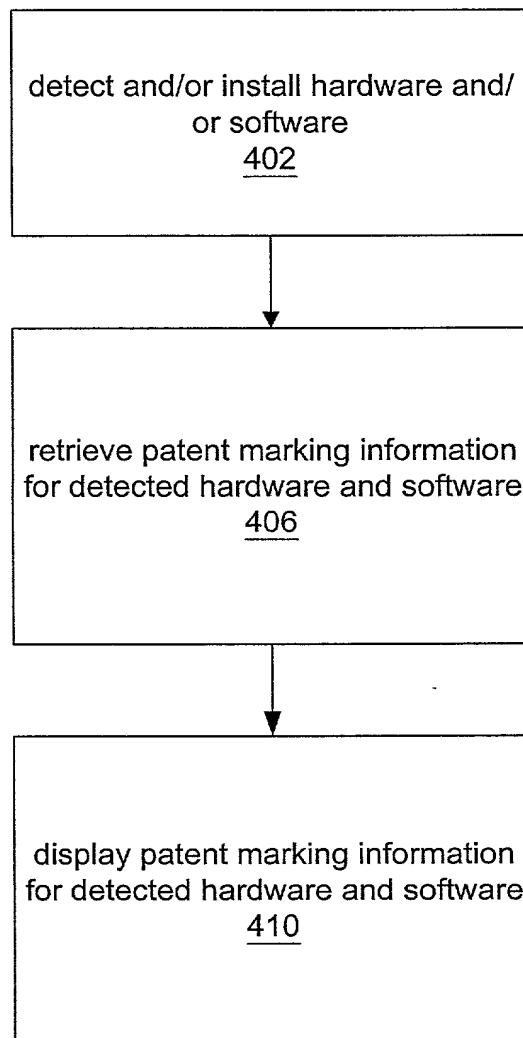 detect and/or install hardware and/
or software
402
retrieve patent marking information
for detected hardware and software
406
display patent marking information
for detected hardware and software
410